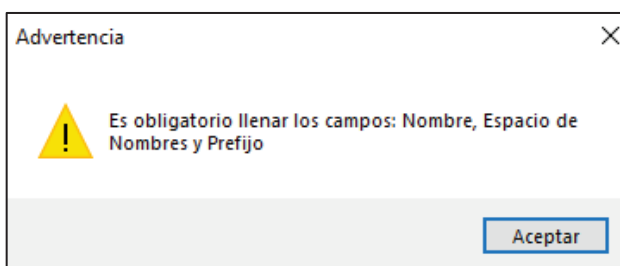 Advertencia
Es obligatorio llenar los campos: Nombre, Espacio de
Nombres y Prefijo
Aceptar